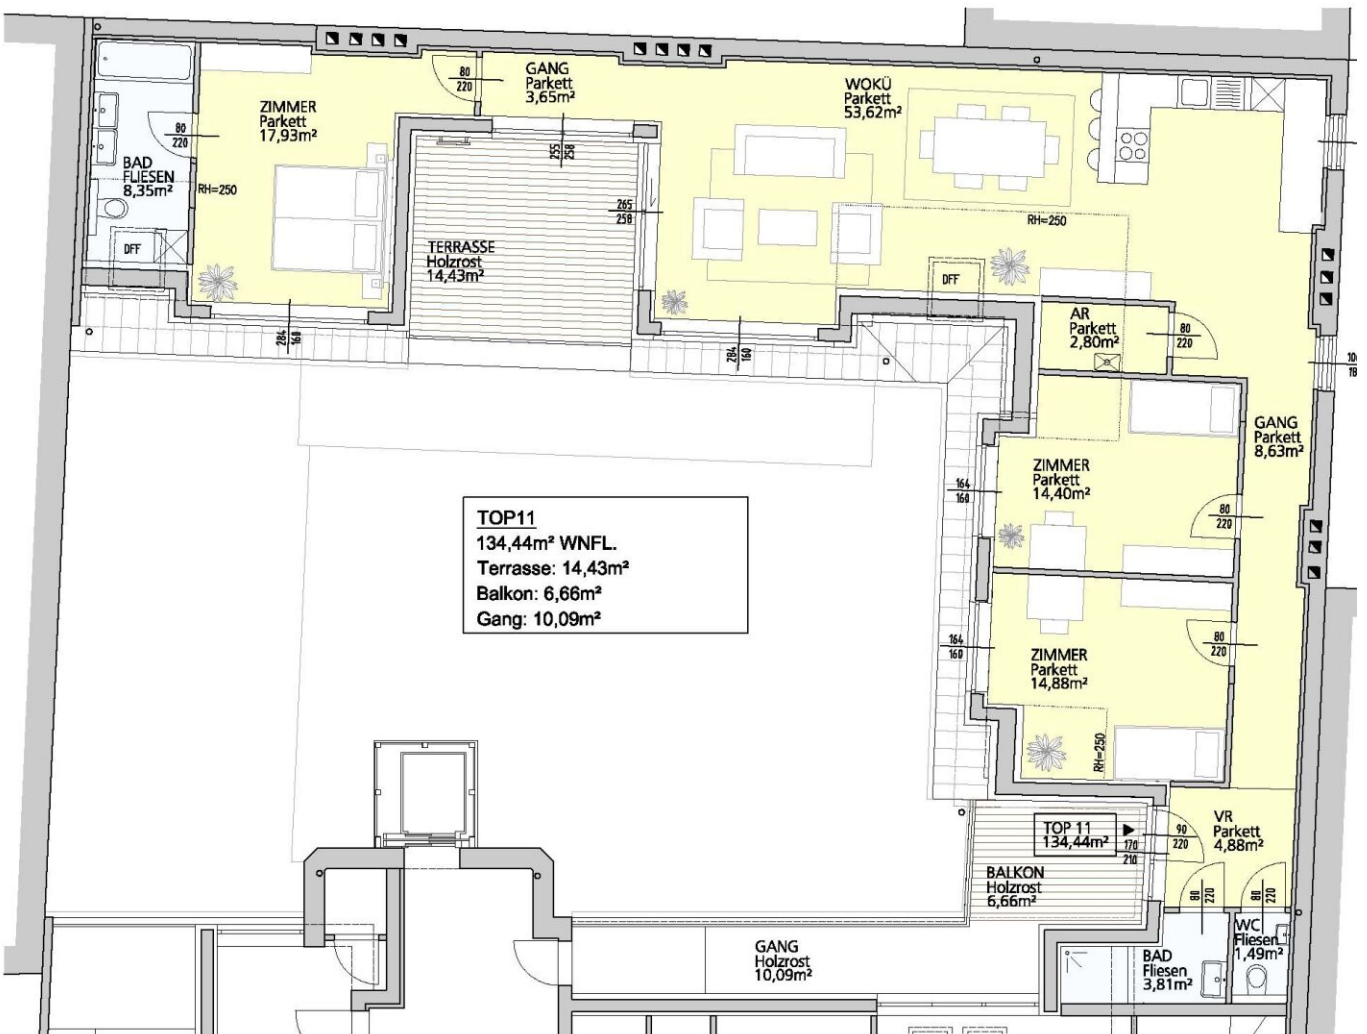 GANG
Parkett
3,65m²
80
220
WOKÜ
Parkett
53,62m²
ZIMMER
Parkett
17,93m²
80
220
BAD
FLIESEN
8,35m²
RH=250
255
258
265
258
RH=250
DFF
TERRASSE
Holzrost
14,43m²
DFF
284
160
284
160
AR
Parkett
2,80m²
80
220
10
18
GANG
Parkett
8,63m²
ZIMMER
Parkett
14,40m²
164
160
80
220
TOP11
134,44m² WNFL.
Terrasse: 14,43m²
Balkon: 6,66m²
Gang: 10,09m²
164
160
80
220
ZIMMER
Parkett
14,88m²
RH=250
TOP 11
134,44m²
170
210
90
220
VR
Parkett
4,88m²
BALKON
Holzrost
6,66m²
80
220
80
220
GANG
Holzrost
10,09m²
BAD
Fliesen
3,81m²
WC
Fliesen
1,49m²